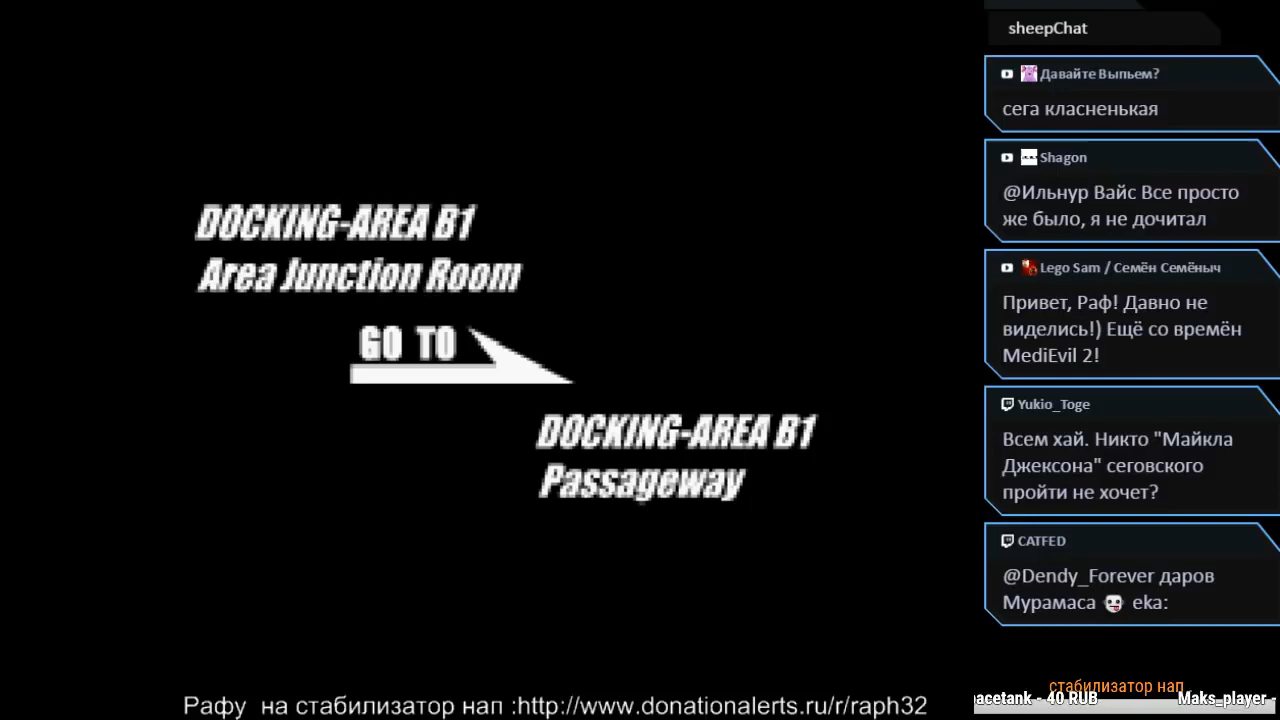 DOCKING-AREA B1
Area Junction Room
GO TO
DOCKING-AREA B1
Passageway
Рафу на стабилизатор нап :http://www.donationalerts.ru/r/raph32
sheepChat
Давайте Выпьем?
сега класненькая
Shagon
@Ильнур Вайс Все просто
же было, я не дочитал
Lego Sam / Семён Семёныч
Привет, Раф! Давно не
виделись!) Ещё со времён
MediEvil 2!
Yukio_Toge
Всем хай. Никто "Майкла
Джексона" сеговского
пройти не хочет?
CATFED
@Dendy_Forever даров
Мурамаса eka:
стабилизатор нап
acetank - 40 RUB Maks_player -